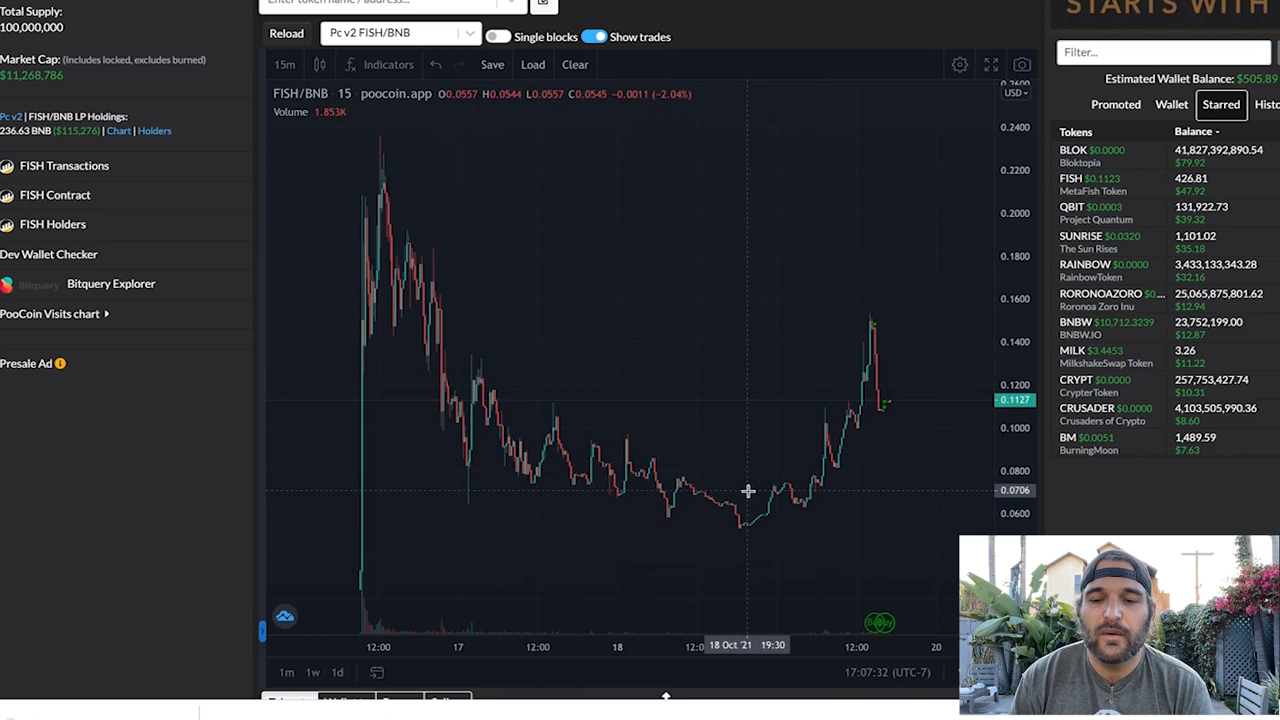 Total Supply:
100,000,000
Market Cap: (Includes locked, excludes burned)
$11,268,786
Pc v2 | FISH/BNB LP Holdings:
236.63 BNB ($115,276) | Chart | Holders
FISH Transactions
FISH Contract
FISH Holders
Dev Wallet Checker
Bitquery Bitquery Explorer
PooCoin Visits chart
Presale Ad
Enter token name / address
Reload Pc v2 FISH/BNB Single blocks Show trades
15m Indicators Save Load Clear
FISH/BNB · 15 poocoin.app O0.0557 H0.0544 L0.0557 C0.0545 -0.0011 (-2.04%)
Volume 1.853K
0.2600
USD
0.2400
0.2200
0.2000
0.1800
0.1600
0.1400
0.1200
0.1127
0.1000
0.0800
0.0706
0.0600
12:00 17 12:00 18 18 Oct '21 19:30 12:00 20
1m 1w 1d 17:07:32 (UTC-7)
STARTS WITH
Filter...
Estimated Wallet Balance: $505.89
Promoted Wallet Starred
Tokens Balance
BLOK $0.0000 41,827,392,890.54
Bloktopia $79.92
FISH $0.1123 426.81
MetaFish Token $47.92
QBIT $0.0003 131,922.73
Project Quantum $39.32
SUNRISE $0.0320 1,101.02
The Sun Rises $35.18
RAINBOW $0.0000 3,433,133,343.28
RainbowToken $32.16
RORONOAZORO $0.... 25,065,875,801.62
Roronoa Zoro Inu $12.94
BNBW $10,712.3239 23,752,199.00
BNBW.IO $12.87
MILK $3.4453 3.26
MilkshakeSwap Token $11.22
CRYPT $0.0000 257,753,427.74
CrypterToken $10.31
CRUSADER $0.0000 4,103,505,990.36
Crusaders of Crypto $8.60
BM $0.0051 1,489.59
BurningMoon $7.63